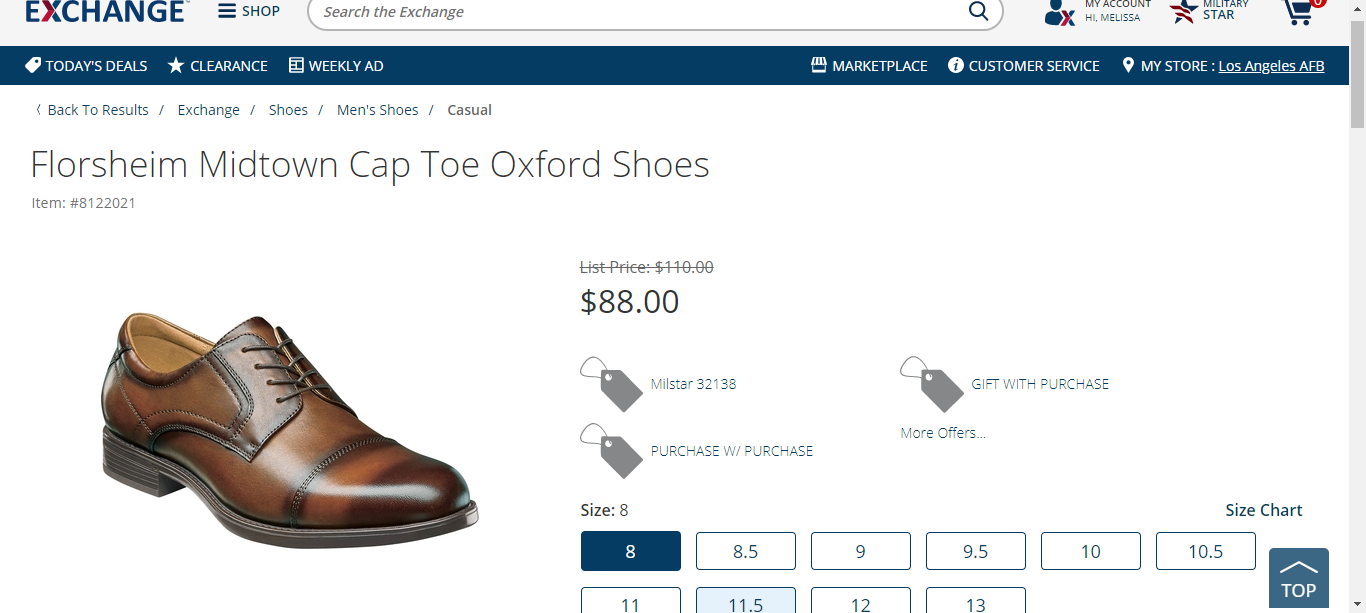 EXCHANGE
SHOP
Search the Exchange
MY ACCOUNT
HI, MELISSA
MILITARY
STAR
0
TODAY'S DEALS
CLEARANCE
WEEKLY AD
MARKETPLACE
CUSTOMER SERVICE
MY STORE : Los Angeles AFB
Back To Results / Exchange / Shoes / Men's Shoes / Casual
Florsheim Midtown Cap Toe Oxford Shoes
Item: #8122021
List Price: $110.00
$88.00
Milstar 32138
GIFT WITH PURCHASE
More Offers...
PURCHASE W/ PURCHASE
Size: 8
Size Chart
8
8.5
9
9.5
10
10.5
11
11.5
12
13
TOP